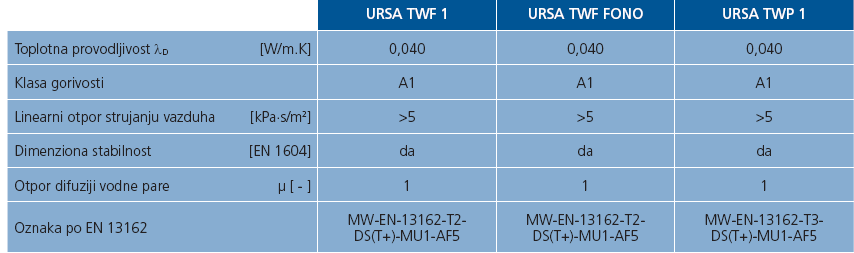 URSA TWF 1 URSA TWF FONO URSA TWP 1
Toplotna provodljivost λD [W/m.K] 0,040 0,040 0,040
Klasa gorivosti A1 A1 A1
Linearni otpor strujanju vazduha [kPa·s/m²] >5 >5 >5
Dimenziona stabilnost [EN 1604] da da da
Otpor difuziji vodne pare μ [ - ] 1 1 1
Oznaka po EN 13162 MW-EN-13162-T2- MW-EN-13162-T2- MW-EN-13162-T3-
DS(T+)-MU1-AF5 DS(T+)-MU1-AF5 DS(T+)-MU1-AF5